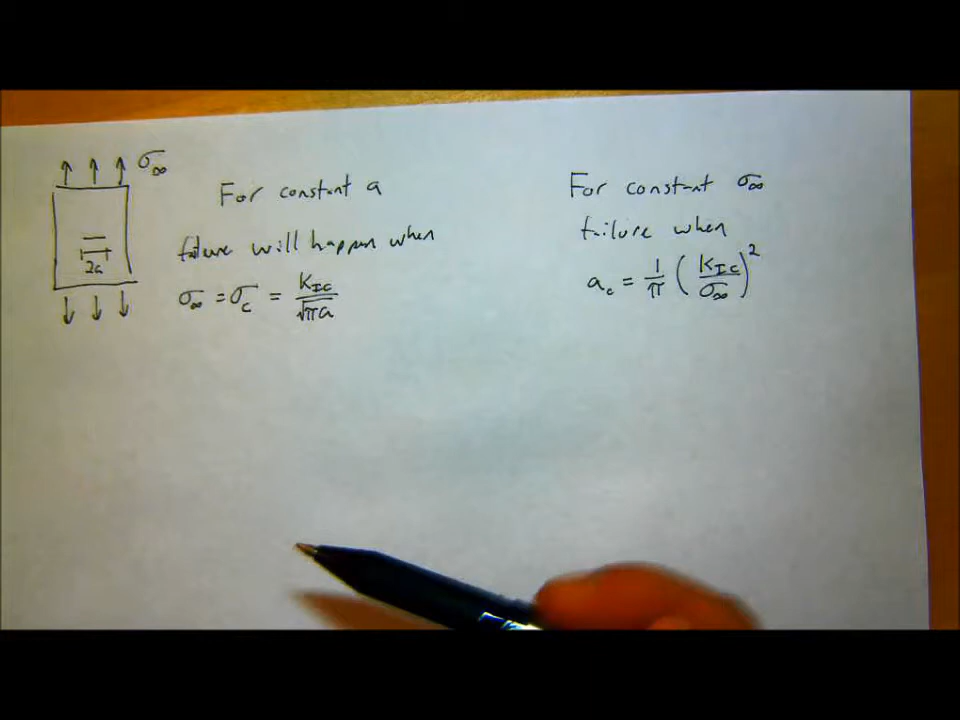 σ∞
2a
For constant a
failure will happen when
σ∞ = σc = KIc / √πa
For constant σ∞
failure when
ac = 1/π (KIc / σ∞)²